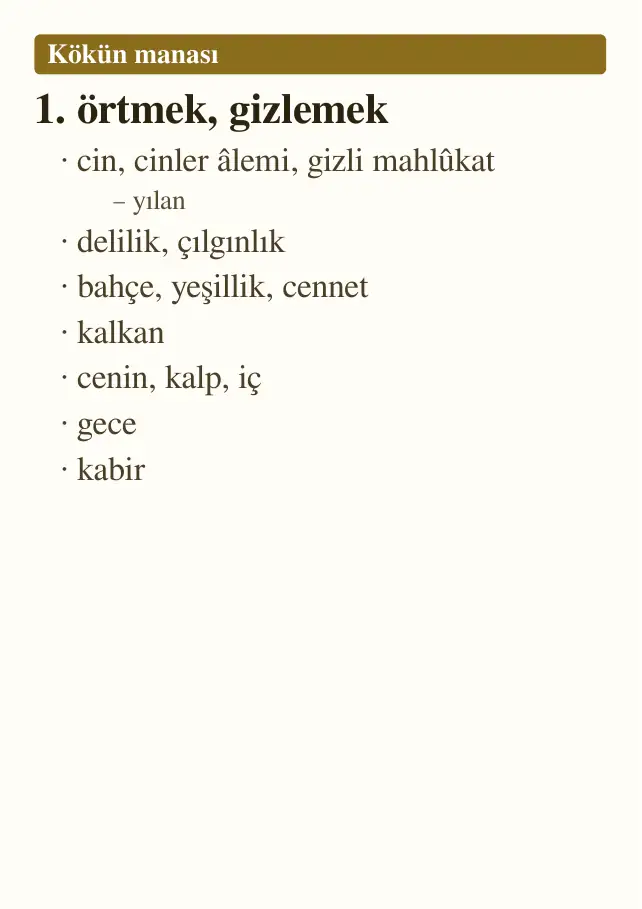 Kökün manası
1. örtmek, gizlemek
· cin, cinler âlemi, gizli mahlûkat
– yılan
· delilik, çılgınlık
· bahçe, yeşillik, cennet
· kalkan
· cenin, kalp, iç
· gece
· kabir